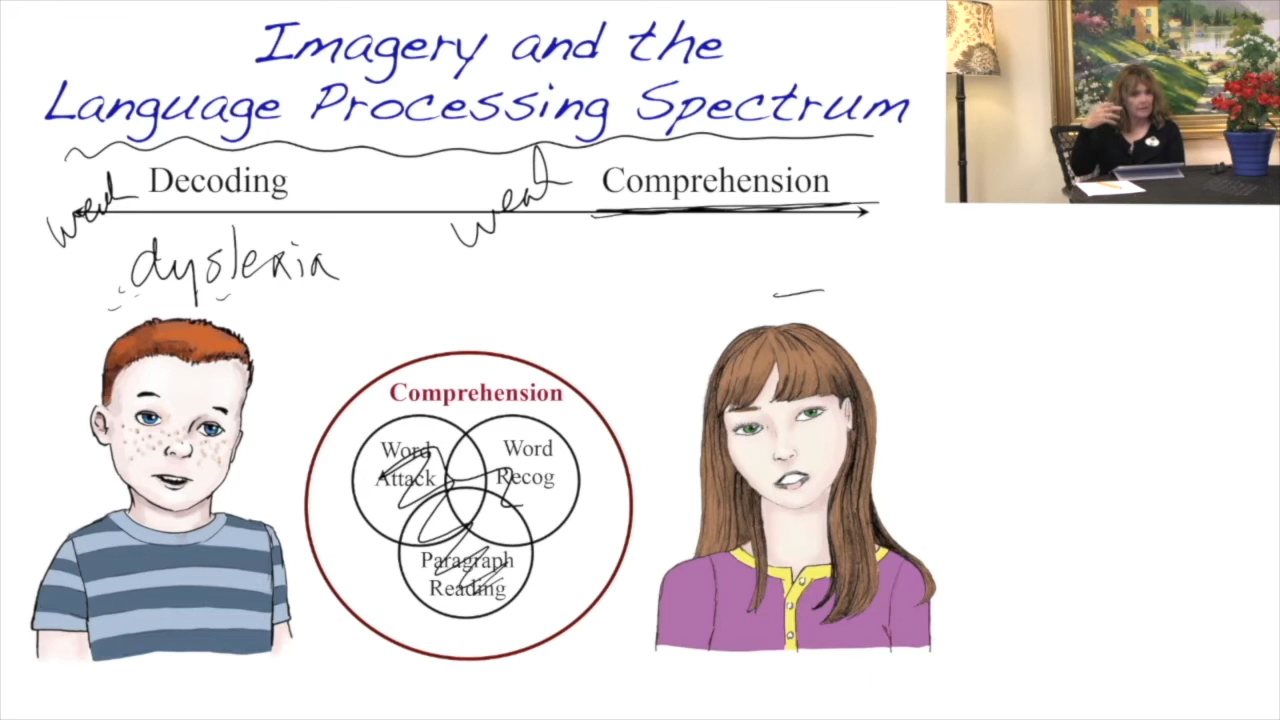 Imagery and the
Language Processing Spectrum
weak Decoding weak Comprehension
dyslexia
Comprehension
Word Attack
Word Recog
Paragraph
Reading